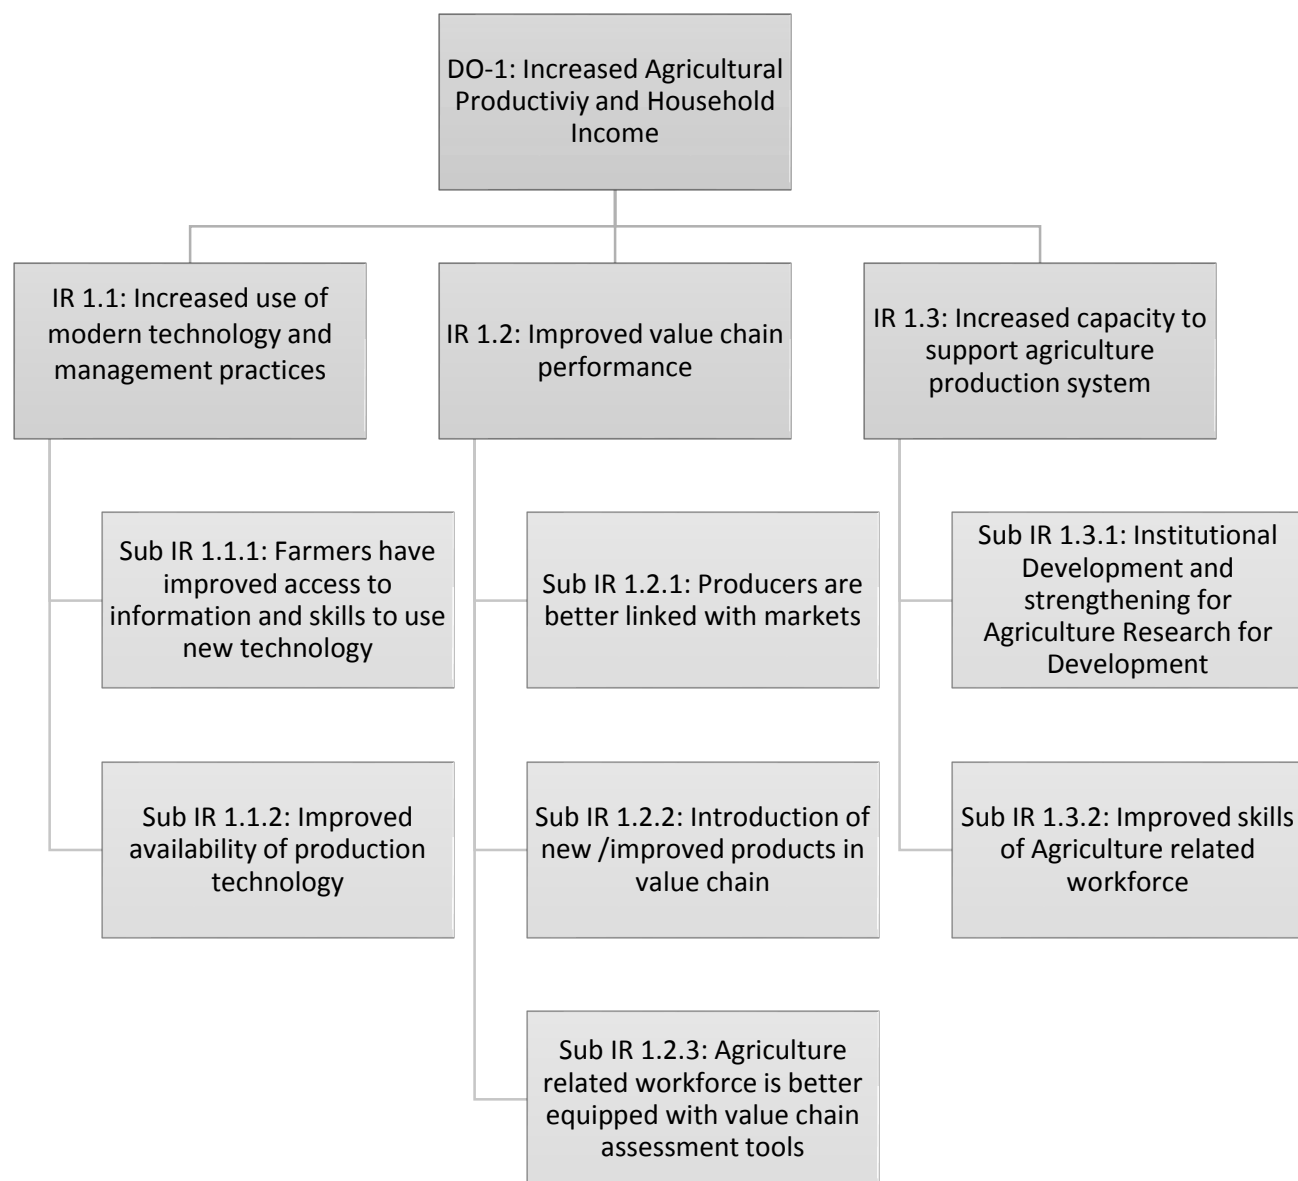 DO-1: Increased Agricultural
Productiviy and Household
Income
IR 1.1: Increased use of
modern technology and
management practices
IR 1.2: Improved value chain
performance
IR 1.3: Increased capacity to
support agriculture
production system
Sub IR 1.1.1: Farmers have
improved access to
information and skills to use
new technology
Sub IR 1.2.1: Producers are
better linked with markets
Sub IR 1.3.1: Institutional
Development and
strengthening for
Agriculture Research for
Development
Sub IR 1.1.2: Improved
availability of production
technology
Sub IR 1.2.2: Introduction of
new /improved products in
value chain
Sub IR 1.3.2: Improved skills
of Agriculture related
workforce
Sub IR 1.2.3: Agriculture
related workforce is better
equipped with value chain
assessment tools